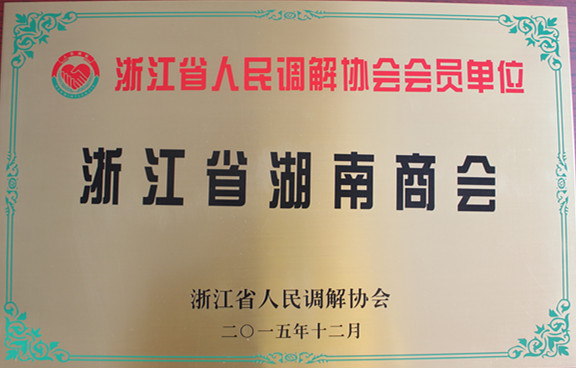 浙江省人民调解协会会员单位
浙江省湖南商会
浙江省人民调解协会
二〇一五年十二月